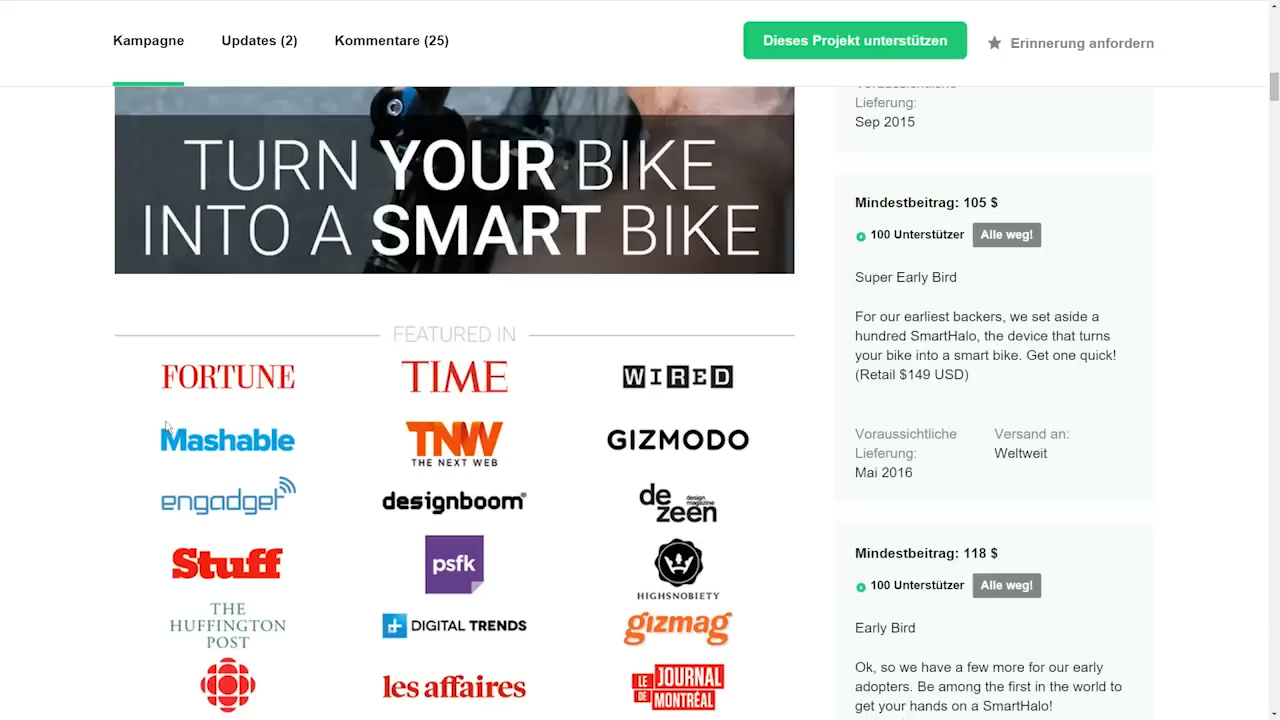 Kampagne
Updates (2)
Kommentare (25)
Dieses Projekt unterstützen
Erinnerung anfordern
TURN YOUR BIKE
INTO A SMART BIKE
FEATURED IN
FORTUNE
TIME
WIRED
Mashable
TNW
THE NEXT WEB
GIZMODO
engadget
designboom
de
zeen
design
magazine
Stuff
psfk
HIGHSNOBIETY
THE
HUFFINGTON
POST
DIGITAL TRENDS
gizmag
les affaires
LE JOURNAL
DE MONTRÉAL
Lieferung:
Sep 2015
Mindestbeitrag: 105 $
100 Unterstützer
Alle weg!
Super Early Bird
For our earliest backers, we set aside a
hundred SmartHalo, the device that turns
your bike into a smart bike. Get one quick!
(Retail $149 USD)
Voraussichtliche
Lieferung:
Mai 2016
Versand an:
Weltweit
Mindestbeitrag: 118 $
100 Unterstützer
Alle weg!
Early Bird
Ok, so we have a few more for our early
adopters. Be among the first in the world to
get your hands on a SmartHalo!